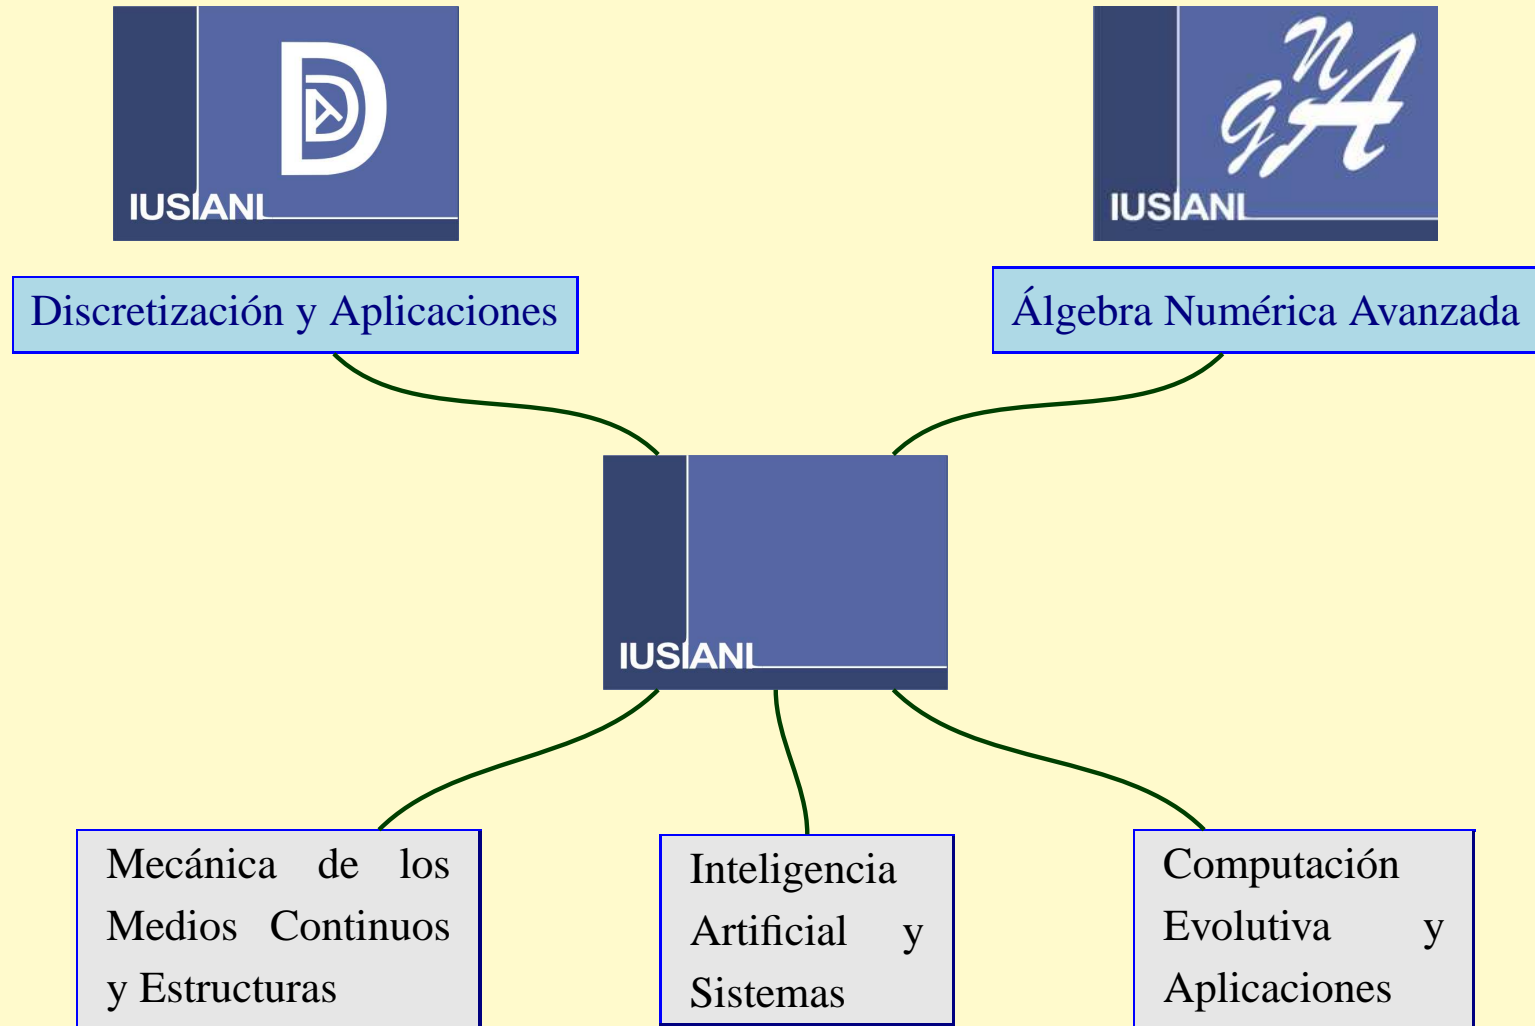 D
D
A
IUSIANI
GNA
IUSIANI
Discretización y Aplicaciones
Álgebra Numérica Avanzada
IUSIANI
Mecánica de los
Medios Continuos
y Estructuras
Inteligencia
Artificial y
Sistemas
Computación
Evolutiva y
Aplicaciones